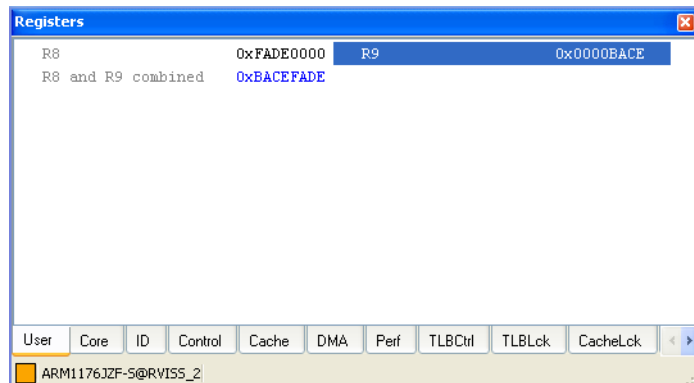 Registers
R8 0xFADE0000 R9 0x0000BACE
R8 and R9 combined 0xBACEFADE
User Core ID Control Cache DMA Perf TLBCtrl TLBLck CacheLck
ARM1176JZF-S@RVISS_2